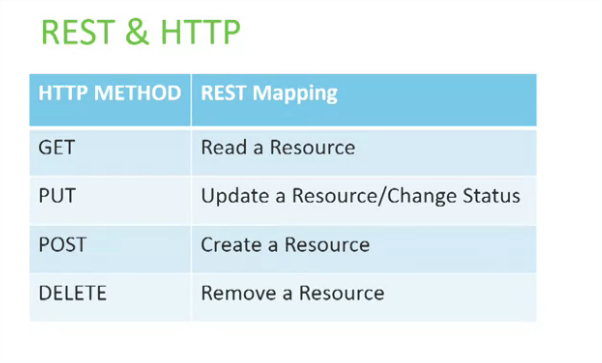 REST & HTTP
HTTP METHOD REST Mapping
GET Read a Resource
PUT Update a Resource/Change Status
POST Create a Resource
DELETE Remove a Resource